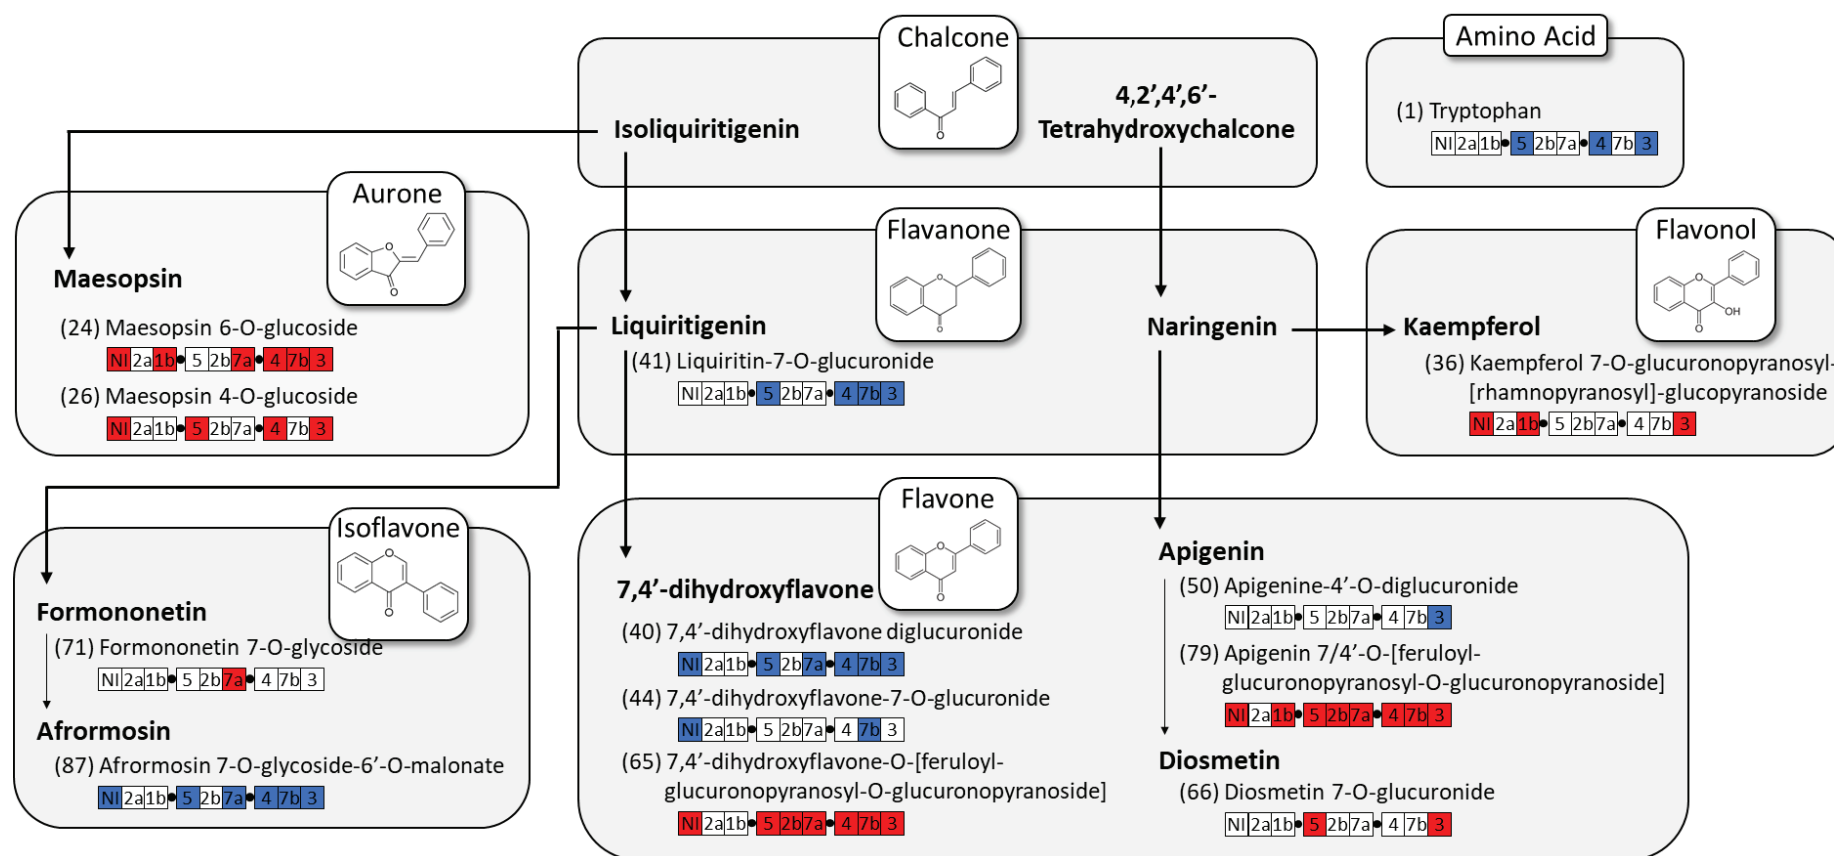 Chalcone
Isoliquiritigenin
4,2’,4’,6’-
Tetrahydroxychalcone
O
Amino Acid
(1) Tryptophan
NI 2a 1b • 5 2b 7a • 4 7b 3
Aurone
O
O
Maesopsin
(24) Maesopsin 6-O-glucoside
NI 2a 1b • 5 2b 7a • 4 7b 3
(26) Maesopsin 4-O-glucoside
NI 2a 1b • 5 2b 7a • 4 7b 3
Flavanone
O
O
Liquiritigenin
(41) Liquiritin-7-O-glucuronide
NI 2a 1b • 5 2b 7a • 4 7b 3
Naringenin
Flavonol
O
OH
O
Kaempferol
(36) Kaempferol 7-O-glucuronopyranosyl-
[rhamnopyranosyl]-glucopyranoside
NI 2a 1b • 5 2b 7a • 4 7b 3
Isoflavone
O
O
Formononetin
(71) Formononetin 7-O-glycoside
NI 2a 1b • 5 2b 7a • 4 7b 3
Afrormosin
(87) Afrormosin 7-O-glycoside-6’-O-malonate
NI 2a 1b • 5 2b 7a • 4 7b 3
Flavone
O
O
7,4’-dihydroxyflavone
(40) 7,4’-dihydroxyflavone diglucuronide
NI 2a 1b • 5 2b 7a • 4 7b 3
(44) 7,4’-dihydroxyflavone-7-O-glucuronide
NI 2a 1b • 5 2b 7a • 4 7b 3
(65) 7,4’-dihydroxyflavone-O-[feruloyl-
glucuronopyranosyl-O-glucuronopyranoside]
NI 2a 1b • 5 2b 7a • 4 7b 3
Apigenin
(50) Apigenine-4’-O-diglucuronide
NI 2a 1b • 5 2b 7a • 4 7b 3
(79) Apigenin 7/4’-O-[feruloyl-
glucuronopyranosyl-O-glucuronopyranoside]
NI 2a 1b • 5 2b 7a • 4 7b 3
Diosmetin
(66) Diosmetin 7-O-glucuronide
NI 2a 1b • 5 2b 7a • 4 7b 3